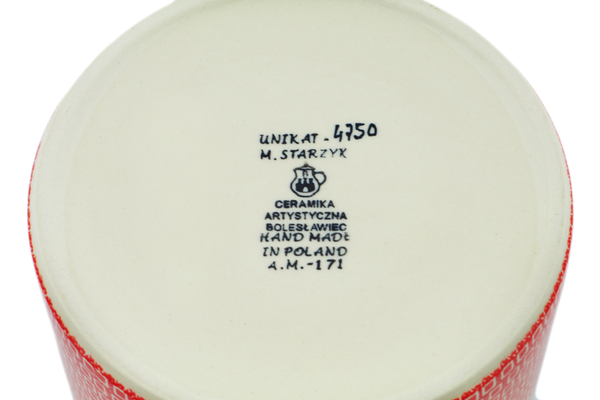 UNIKAT - 4750
M. STARZYK
CERAMIKA
ARTYSTYCZNA
BOLESŁAWIEC
HAND MADE
IN POLAND
A.M.-171